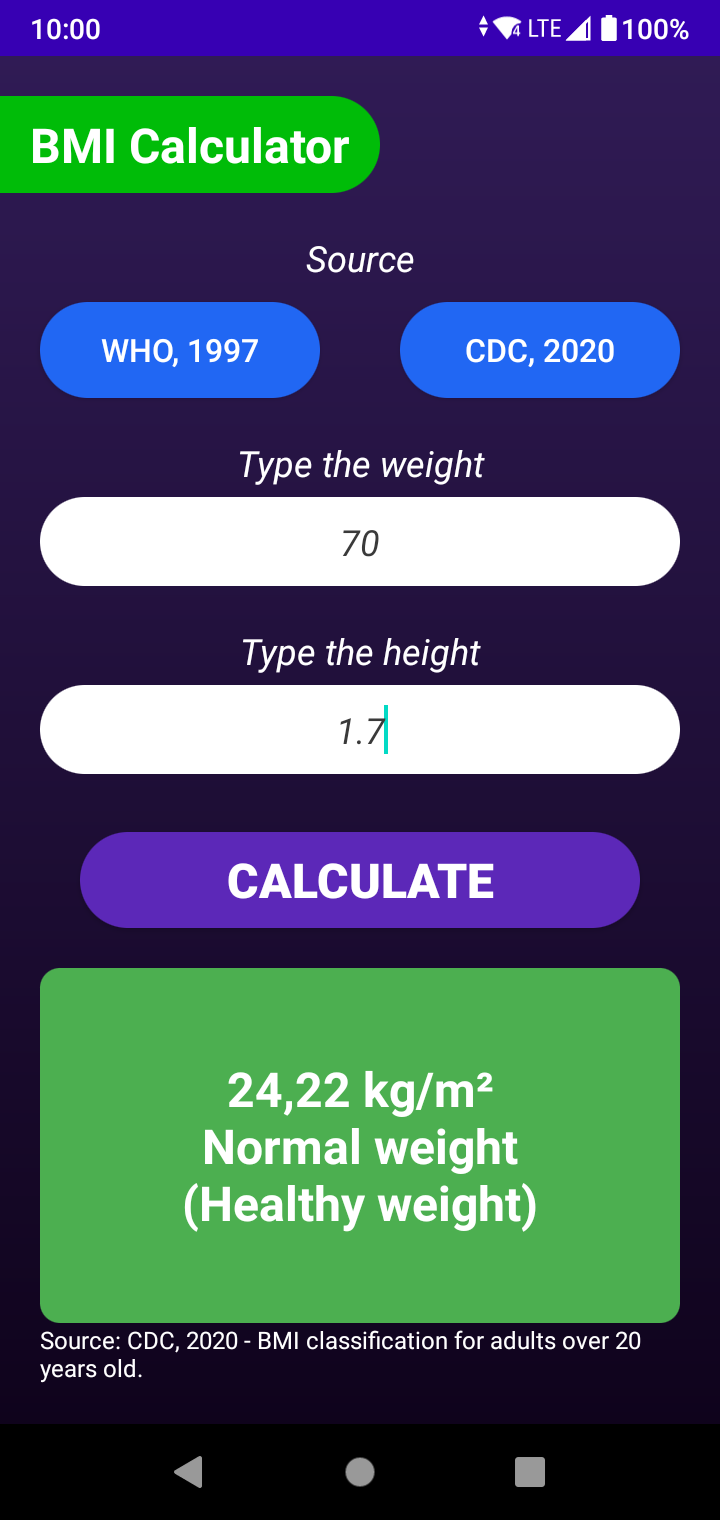 10:00 LTE 100%
BMI Calculator
Source
WHO, 1997 CDC, 2020
Type the weight
70
Type the height
1.7
CALCULATE
24,22 kg/m²
Normal weight
(Healthy weight)
Source: CDC, 2020 - BMI classification for adults over 20
years old.